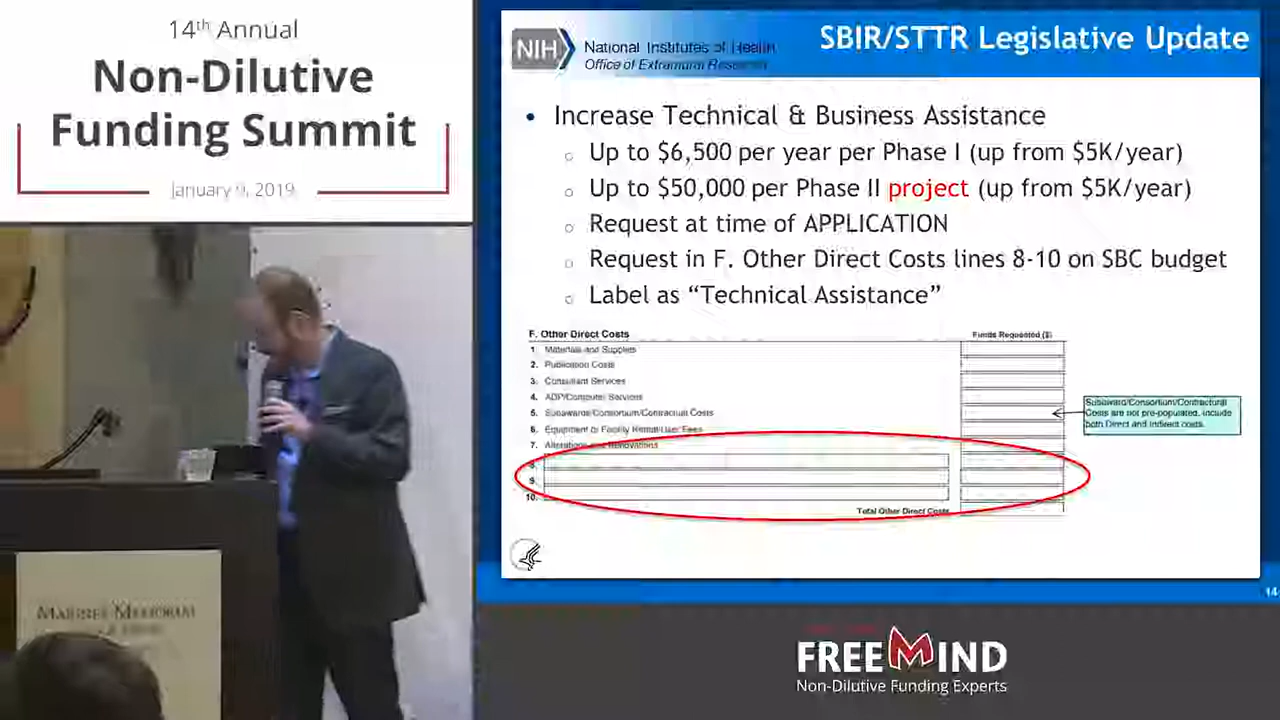 14th Annual
Non-Dilutive
Funding Summit
January 9, 2019
NIH
National Institutes of Health
Office of Extramural Research
SBIR/STTR Legislative Update
• Increase Technical & Business Assistance
o Up to $6,500 per year per Phase I (up from $5K/year)
o Up to $50,000 per Phase II project (up from $5K/year)
o Request at time of APPLICATION
o Request in F. Other Direct Costs lines 8-10 on SBC budget
o Label as “Technical Assistance”
F. Other Direct Costs
Funds Requested ($)
1. Materials and Supplies
2. Publication Costs
3. Consultant Services
4. ADP/Computer Services
5. Subawards/Consortium/Contractual Costs
6. Equipment or Facility Rental/User Fees
7. Alterations and Renovations
8.
9.
10.
Total Other Direct Costs
Subaward/Consortium/Contractual
Costs are not pre-populated, include
both Direct and Indirect costs.
14
MARINES' MEMORIAL
FREEMIND
Non-Dilutive Funding Experts